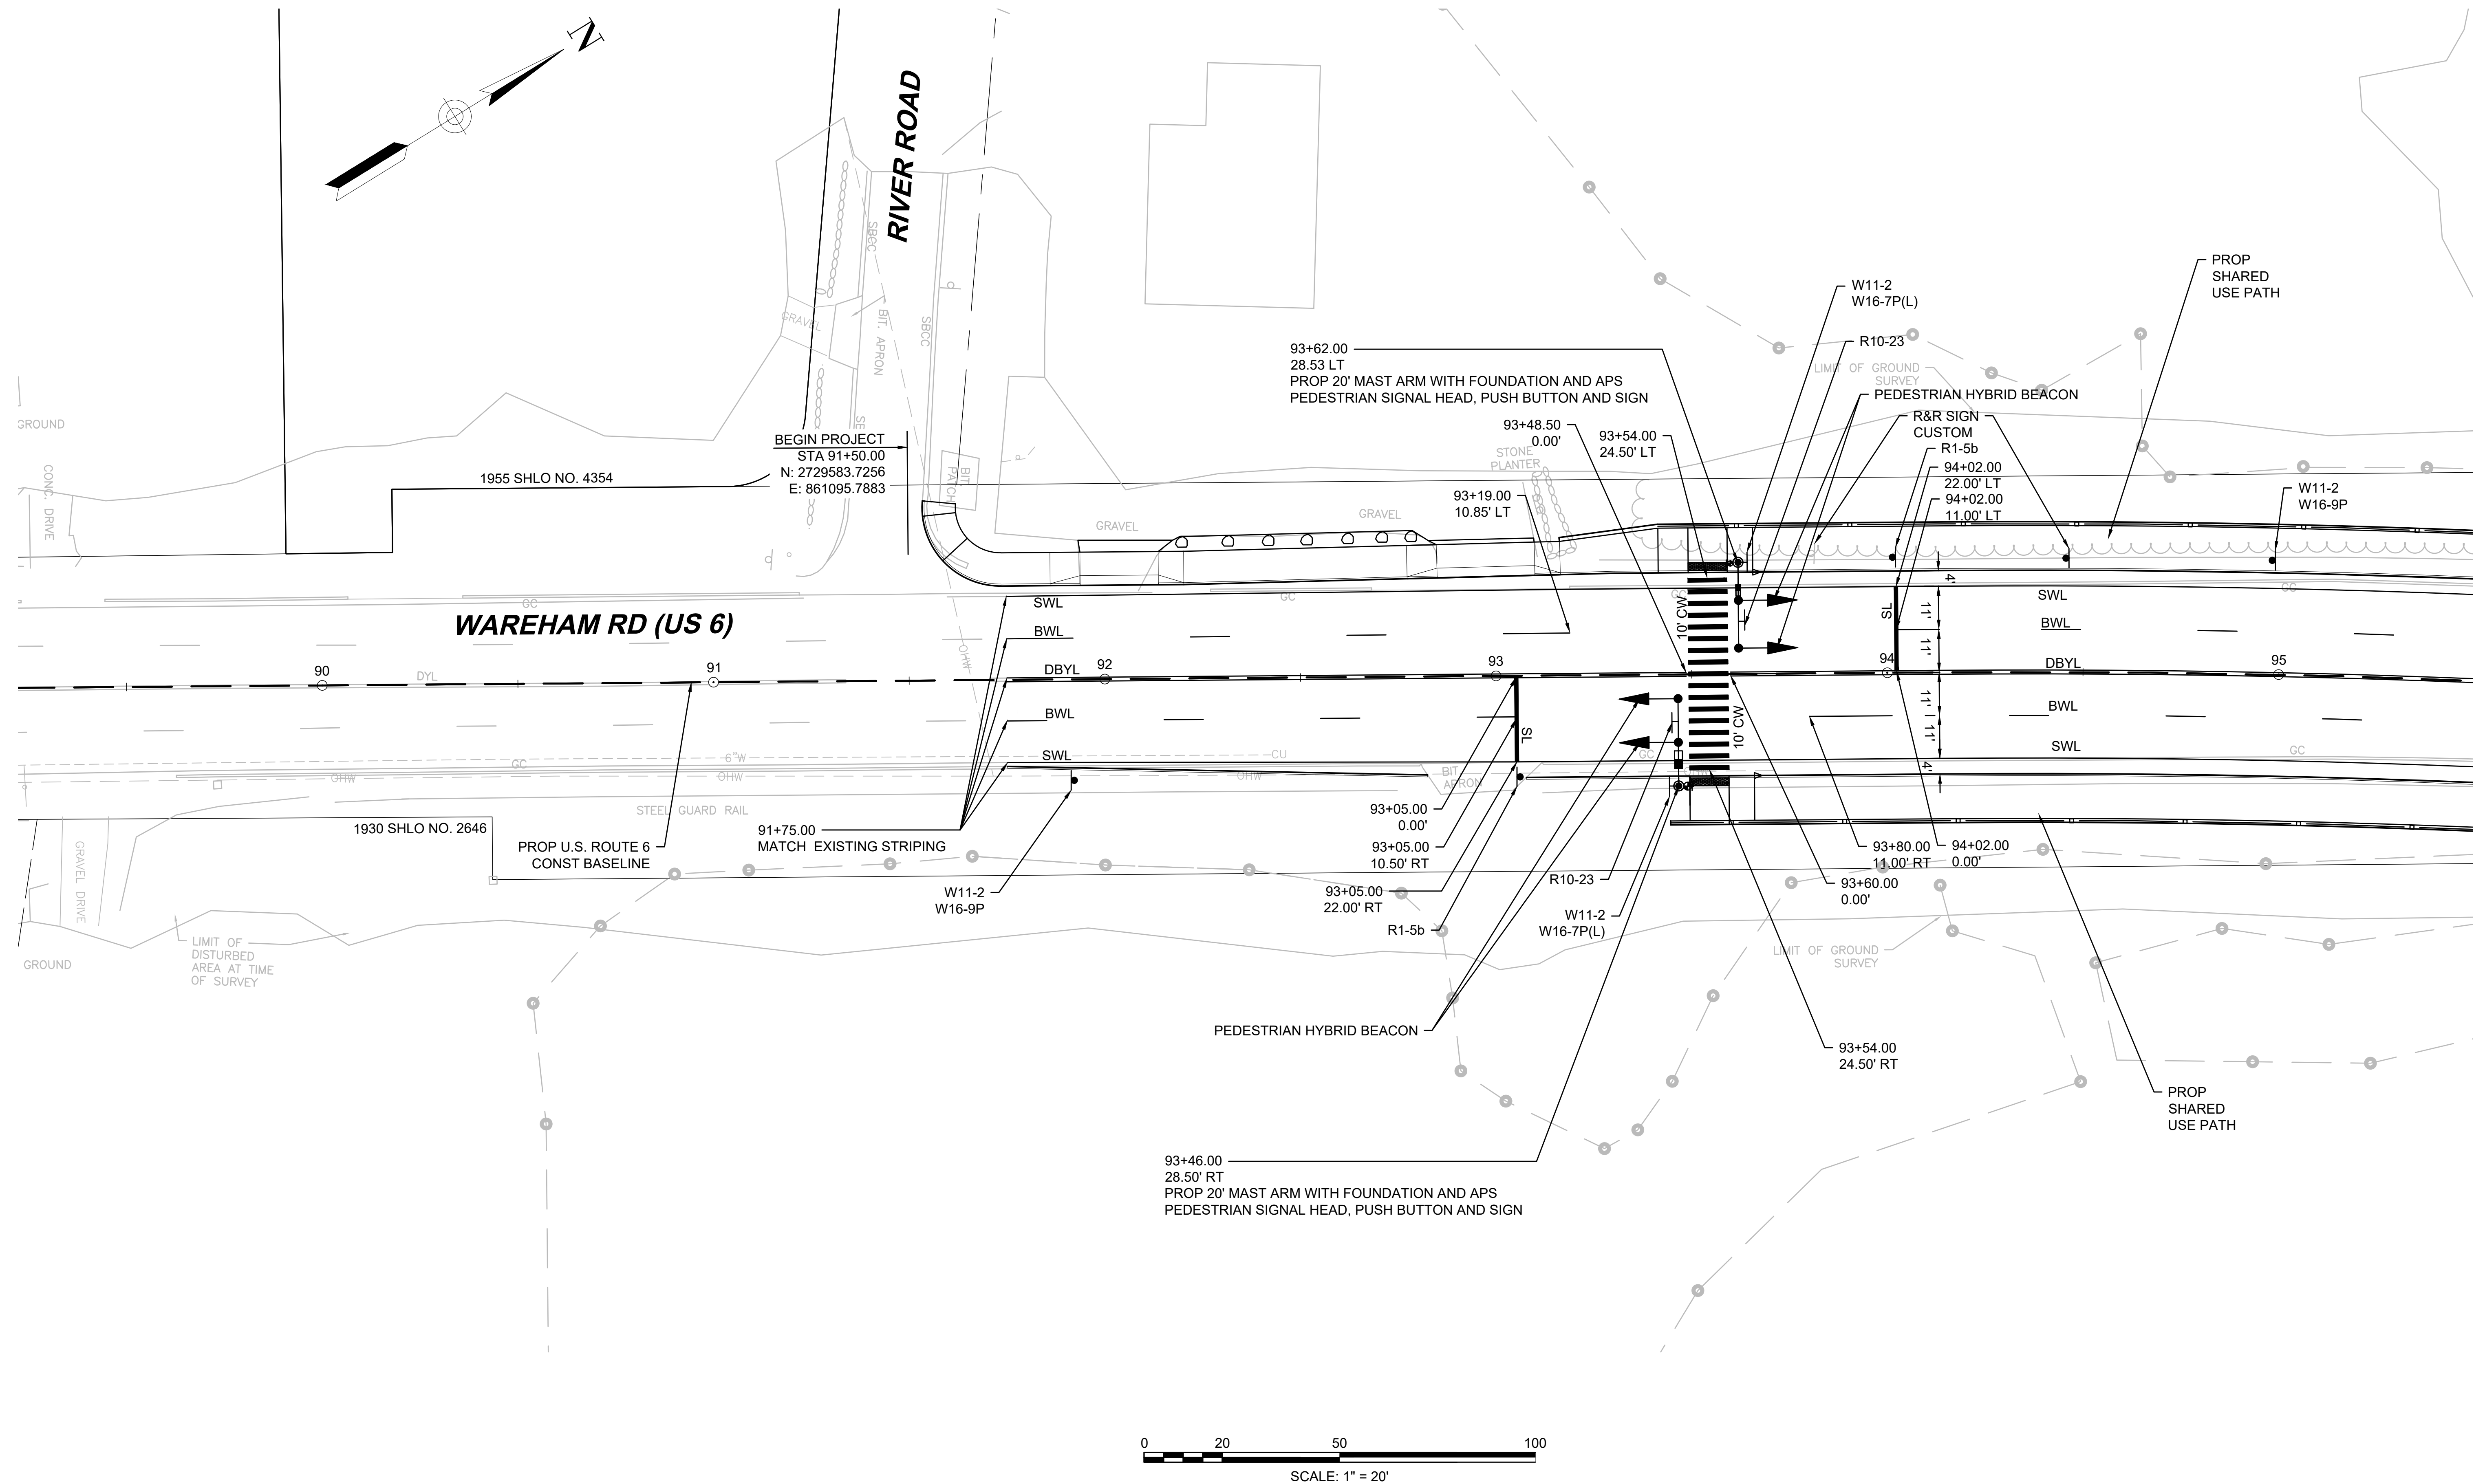 N
RIVER ROAD
SBCC
GRAVEL
BIT. APRON
SBCC
BEGIN PROJECT
STA 91+50.00
N: 2729583.7256
E: 861095.7883
BIT.
PATCH
GROUND
CONC. DRIVE
1955 SHLO NO. 4354
GRAVEL
GRAVEL
STONE
PLANTER
93+62.00
28.53 LT
PROP 20' MAST ARM WITH FOUNDATION AND APS
PEDESTRIAN SIGNAL HEAD, PUSH BUTTON AND SIGN
93+48.50
0.00'
93+54.00
24.50' LT
93+19.00
10.85' LT
W11-2
W16-7P(L)
R10-23
LIMIT OF GROUND
SURVEY
PEDESTRIAN HYBRID BEACON
R&R SIGN
CUSTOM
R1-5b
94+02.00
22.00' LT
94+02.00
11.00' LT
PROP
SHARED
USE PATH
W11-2
W16-9P
WAREHAM RD (US 6)
GC
GC
GC
GC
SWL
BWL
DBYL
BWL
SWL
SWL
BWL
DBYL
BWL
SWL
4'
11'
11'
11'
11'
4'
SL
SL
10' CW
10' CW
90
91
92
93
94
95
DYL
OHW
6"W
CU
GC
GC
GC
OHW
OHW
OHW
BIT
APRON
STEEL GUARD RAIL
1930 SHLO NO. 2646
PROP U.S. ROUTE 6
CONST BASELINE
91+75.00
MATCH EXISTING STRIPING
W11-2
W16-9P
GRAVEL DRIVE
GROUND
LIMIT OF
DISTURBED
AREA AT TIME
OF SURVEY
93+05.00
0.00'
93+05.00
10.50' RT
93+05.00
22.00' RT
R1-5b
R10-23
W11-2
W16-7P(L)
93+80.00
11.00' RT
94+02.00
0.00'
93+60.00
0.00'
LIMIT OF GROUND
SURVEY
PEDESTRIAN HYBRID BEACON
93+54.00
24.50' RT
PROP
SHARED
USE PATH
93+46.00
28.50' RT
PROP 20' MAST ARM WITH FOUNDATION AND APS
PEDESTRIAN SIGNAL HEAD, PUSH BUTTON AND SIGN
0 20 50 100
SCALE: 1" = 20'